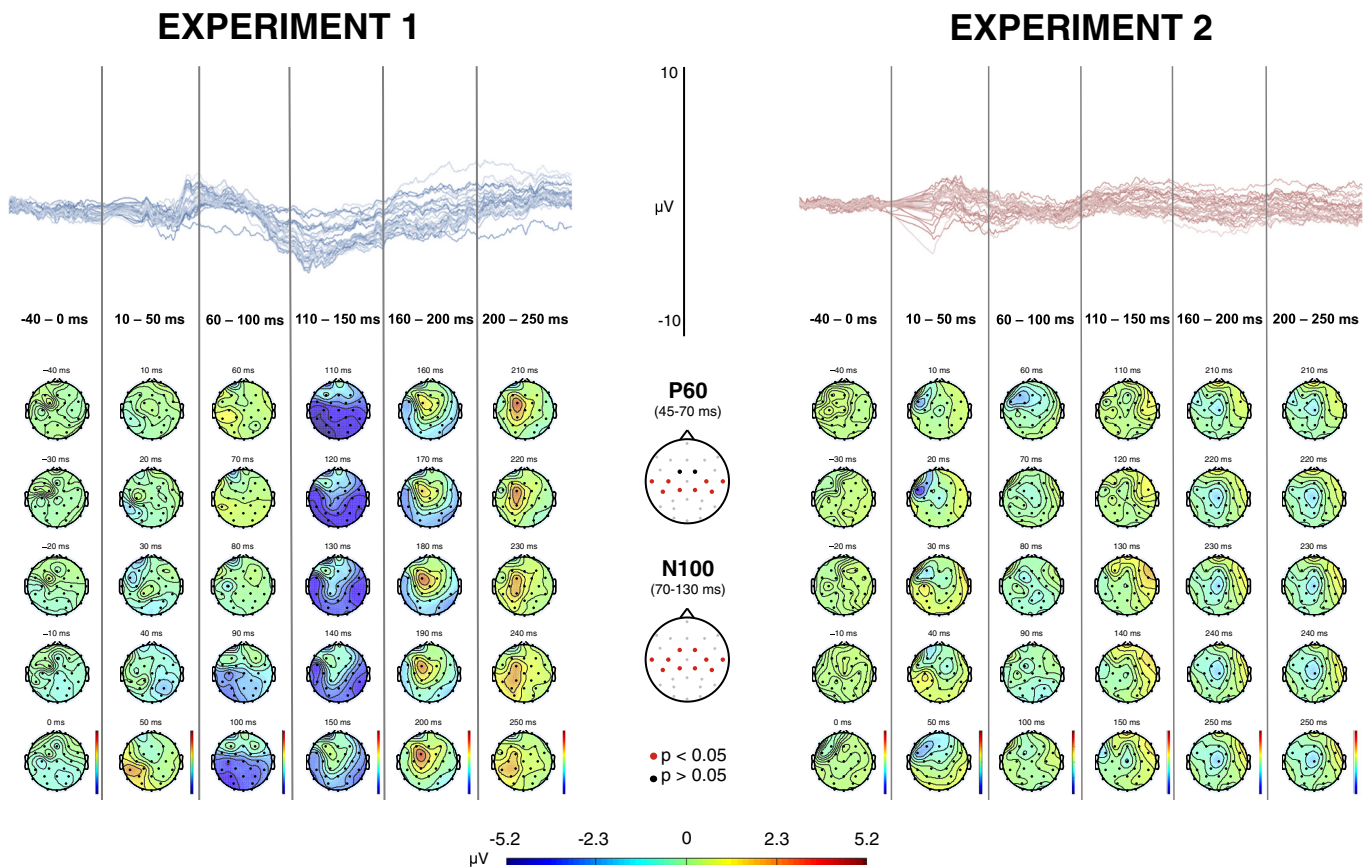 EXPERIMENT 1
EXPERIMENT 2
10
µV
-10
-40 – 0 ms
10 – 50 ms
60 – 100 ms
110 – 150 ms
160 – 200 ms
200 – 250 ms
-40 – 0 ms
10 – 50 ms
60 – 100 ms
110 – 150 ms
160 – 200 ms
200 – 250 ms
−40 ms
10 ms
60 ms
110 ms
160 ms
210 ms
−30 ms
20 ms
70 ms
120 ms
170 ms
220 ms
−20 ms
30 ms
80 ms
130 ms
180 ms
230 ms
−10 ms
40 ms
90 ms
140 ms
190 ms
240 ms
0 ms
50 ms
100 ms
150 ms
200 ms
250 ms
P60
(45-70 ms)
N100
(70-130 ms)
p < 0.05
p > 0.05
−40 ms
10 ms
60 ms
110 ms
210 ms
210 ms
−30 ms
20 ms
70 ms
120 ms
220 ms
220 ms
−20 ms
30 ms
80 ms
130 ms
230 ms
230 ms
−10 ms
40 ms
90 ms
140 ms
240 ms
240 ms
0 ms
50 ms
100 ms
150 ms
250 ms
250 ms
-5.2
-2.3
0
2.3
5.2
µV